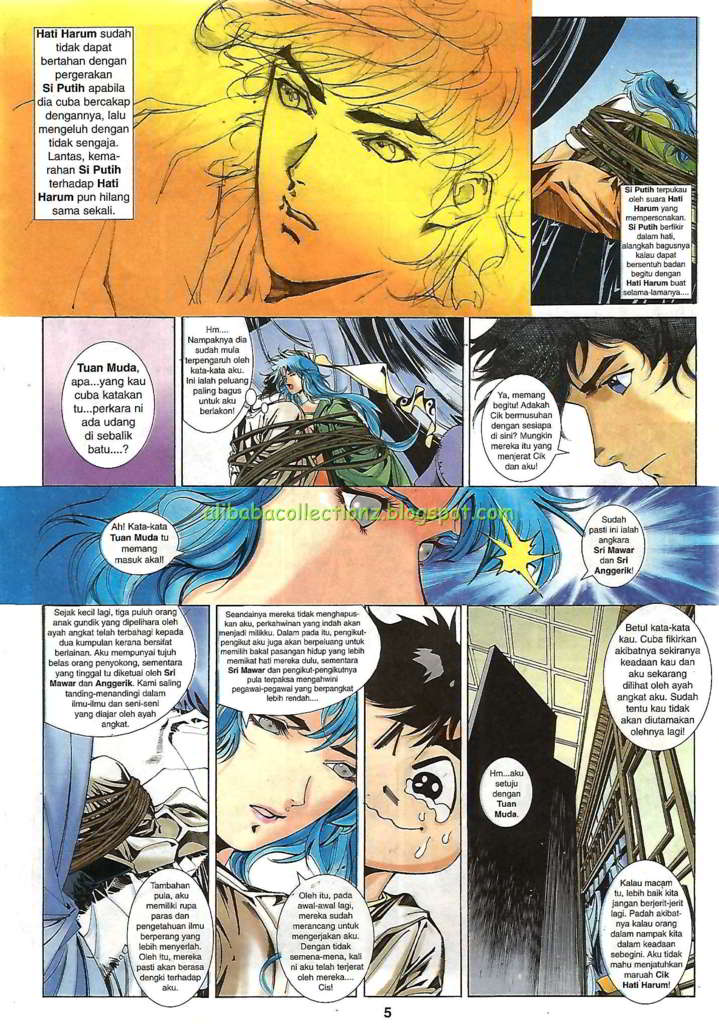 Hati Harum sudah
tidak dapat
bertahan dengan
pergerakan
Si Putih apabila
dia cuba bercakap
dengannya, lalu
mengeluh dengan
tidak sengaja.
Lantas, kema-
rahan Si Putih
terhadap Hati
Harum pun hilang
sama sekali.
Si Putih terpukau
oleh suara Hati
Harum yang
mempersonakan.
Si Putih berfikir
dalam hati,
alangkah bagusnya
kalau dapat
bersentuh badan
begitu dengan
Hati Harum buat
selama-lamanya....
Tuan Muda,
apa...yang kau
cuba katakan
tu...perkara ni
ada udang
di sebalik
batu....?
Hm....
Nampaknya dia
sudah mula
terpengaruh oleh
kata-kata aku.
Ini ialah peluang
paling bagus
untuk aku
berlakon!
Ya, memang
begitu! Adakah
Cik bermusuhan
dengan sesiapa
di sini? Mungkin
mereka itu yang
menjerat Cik
dan aku!
alibabacollectionz.blogspot.com
Ah! Kata-kata
Tuan Muda tu
memang
masuk akal!
Sudah
pasti ini ialah
angkara
Sri Mawar
dan Sri
Anggerik!
Sejak kecil lagi, tiga puluh orang
anak gundik yang dipelihara oleh
ayah angkat telah terbahagi kepada
dua kumpulan kerana bersifat
berlainan. Aku mempunyai tujuh
belas orang penyokong, sementara
yang tinggal tu diketuai oleh Sri
Mawar dan Anggerik. Kami saling
tanding-menandingi dalam
ilmu-ilmu dan seni-seni
yang diajar oleh ayah
angkat.
Tambahan
pula, aku
memiliki rupa
paras dan
pengetahuan ilmu
berperang yang
lebih menyerlah.
Oleh itu, mereka
pasti akan berasa
dengki terhadap
aku.
Seandainya mereka tidak menghapus-
kan aku, perkahwinan yang indah akan
menjadi milikku. Dalam pada itu, pengikut-
pengikut aku juga akan berpeluang untuk
memilih bakal pasangan hidup yang lebih
memikat hati mereka dulu, sementara
Sri Mawar dan pengikut-pengikutnya
pula terpaksa mengahwini
pegawai-pegawai yang berpangkat
lebih rendah....
Oleh itu, pada
awal-awal lagi,
mereka sudah
merancang untuk
mengerjakan aku.
Dengan tidak
semena-mena, kali
ni aku telah terjerat
oleh mereka....
Cis!
Betul kata-kata
kau. Cuba fikirkan
akibatnya sekiranya
keadaan kau dan
aku sekarang
dilihat oleh ayah
angkat aku. Sudah
tentu kau tidak
akan diutamakan
olehnya lagi!
Hm...aku
setuju
dengan
Tuan
Muda.
Kalau macam
tu, lebih baik kita
jangan berjerit-jerit
lagi. Padah akibat-
nya kalau orang
dalam nampak kita
dalam keadaan
sebegini. Aku tidak
mahu menjatuhkan
maruah Cik
Hati Harum!
5